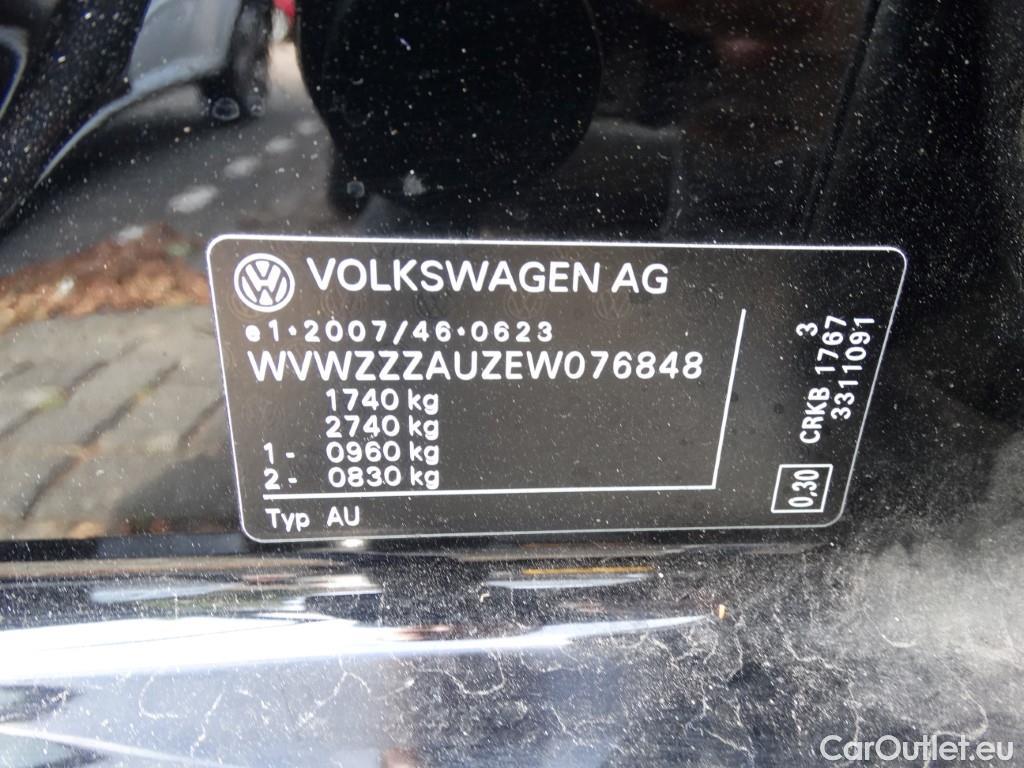 VOLKSWAGEN AG
e1*2007/46*0623
WVWZZZAUZEW076848
1740 kg
2740 kg
1 - 0960 kg
2 - 0830 kg
Typ AU
3
CRKB 1767
3311091
0,30
CarOutlet.eu